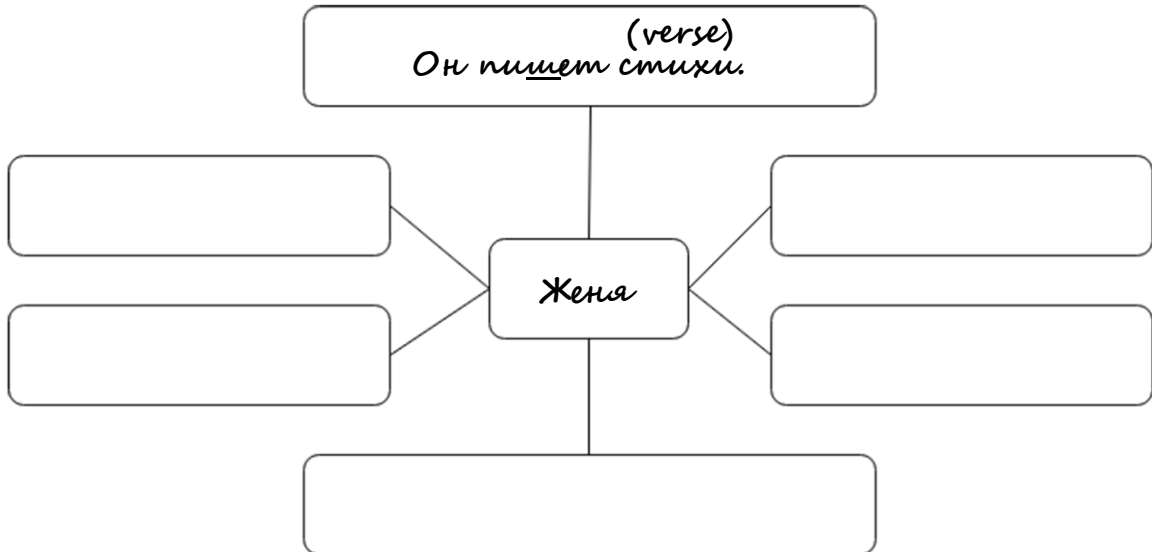 (verse)
Он пишет стихи.
Женя